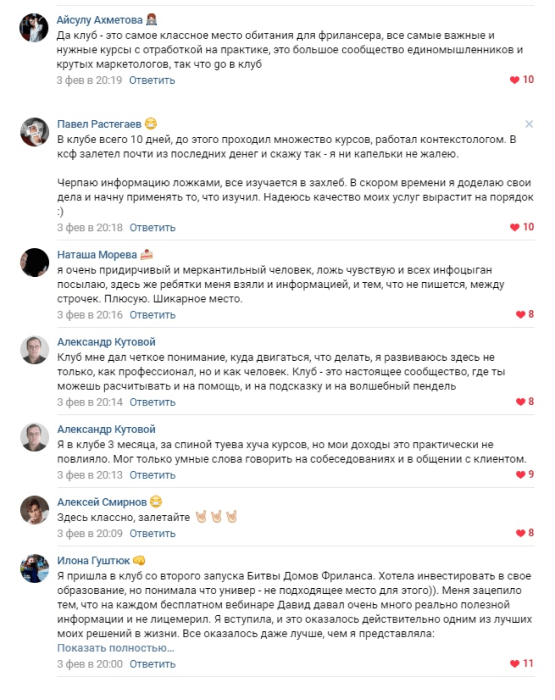 Айсулу Ахметова
Да клуб - это самое классное место обитания для фрилансера, все самые важные и
нужные курсы с отработкой на практике, это большое сообщество единомышленников и
крутых маркетологов, так что go в клуб
3 фев в 20:19 Ответить 10
Павел Растегаев
В клубе всего 10 дней, до этого проходил множество курсов, работал контекстологом. В
ксф залетел почти из последних денег и скажу так - я ни капельки не жалею.
Черпаю информацию ложками, все изучается в захлеб. В скором времени я доделаю свои
дела и начну применять то, что изучил. Надеюсь качество моих услуг вырастит на порядок
:)
3 фев в 20:18 Ответить 10
Наташа Морева
я очень придирчивый и меркантильный человек, ложь чувствую и всех инфоцыган
посылаю, здесь же ребятки меня взяли и информацией, и тем, что не пишется, между
строчек. Плюсую. Шикарное место.
3 фев в 20:16 Ответить 8
Александр Кутовой
Клуб мне дал четкое понимание, куда двигаться, что делать, я развиваюсь здесь не
только, как профессионал, но и как человек. Клуб - это настоящее сообщество, где ты
можешь расчитывать и на помощь, и на подсказку и на волшебный пендель
3 фев в 20:14 Ответить 8
Александр Кутовой
Я в клубе 3 месяца, за спиной туева хуча курсов, но мои доходы это практически не
повлияло. Мог только умные слова говорить на собеседованиях и в общении с клиентом.
3 фев в 20:13 Ответить 9
Алексей Смирнов
Здесь классно, залетайте 🤘🏻🤘🏻🤘🏻
3 фев в 20:09 Ответить 8
Илона Гуштюк
Я пришла в клуб со второго запуска Битвы Домов Фриланса. Хотела инвестировать в свое
образование, но понимала что универ - не подходящее место для этого)). Меня зацепило
тем, что на каждом бесплатном вебинаре Давид давал очень много реально полезной
информации и не лицемерил. Я вступила, и это оказалось действительно одним из лучших
моих решений в жизни. Все оказалось даже лучше, чем я представляла:
Показать полностью...
3 фев в 20:00 Ответить 11